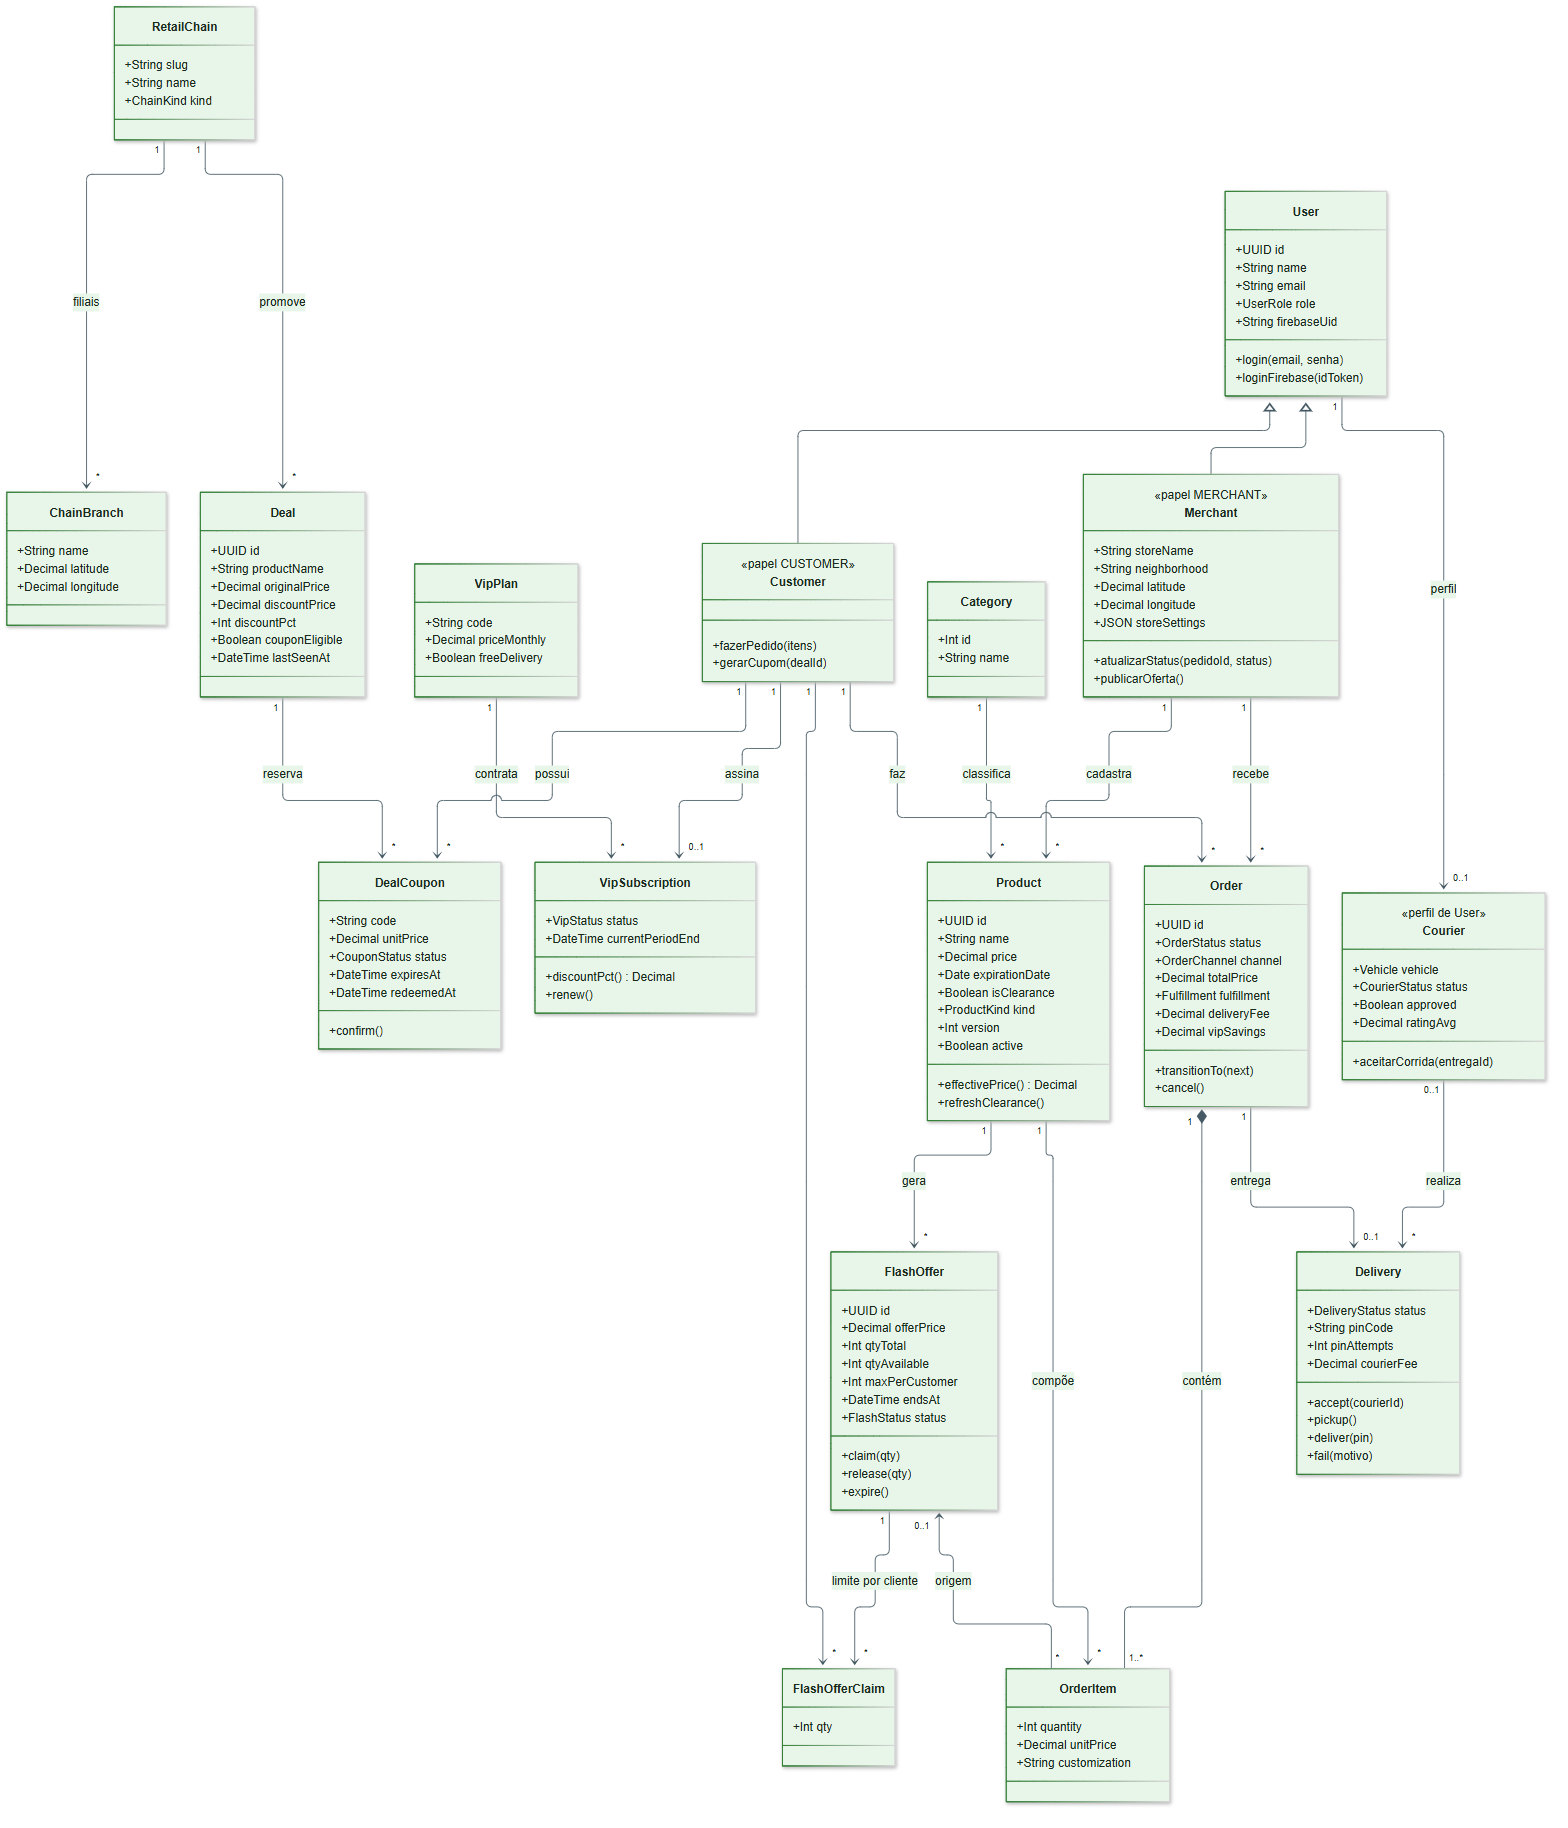 RetailChain
+String slug
+String name
+ChainKind kind
1
1
User
+UUID id
+String name
+String email
+UserRole role
+String firebaseUid
+login(email, senha)
+loginFirebase(idToken)
1
filiais
promove
perfil
*
*
ChainBranch
+String name
+Decimal latitude
+Decimal longitude
Deal
+UUID id
+String productName
+Decimal originalPrice
+Decimal discountPrice
+Int discountPct
+Boolean couponEligible
+DateTime lastSeenAt
1
VipPlan
+String code
+Decimal priceMonthly
+Boolean freeDelivery
1
«papel CUSTOMER»
Customer
+fazerPedido(itens)
+gerarCupom(dealId)
1
1
1
1
Category
+Int id
+String name
1
«papel MERCHANT»
Merchant
+String storeName
+String neighborhood
+Decimal latitude
+Decimal longitude
+JSON storeSettings
+atualizarStatus(pedidoId, status)
+publicarOferta()
1
1
reserva
contrata
possui
assina
faz
classifica
cadastra
recebe
*
*
*
0..1
*
*
*
*
0..1
DealCoupon
+String code
+Decimal unitPrice
+CouponStatus status
+DateTime expiresAt
+DateTime redeemedAt
+confirm()
VipSubscription
+VipStatus status
+DateTime currentPeriodEnd
+discountPct() : Decimal
+renew()
Product
+UUID id
+String name
+Decimal price
+Date expirationDate
+Boolean isClearance
+ProductKind kind
+Int version
+Boolean active
+effectivePrice() : Decimal
+refreshClearance()
1
1
Order
+UUID id
+OrderStatus status
+OrderChannel channel
+Decimal totalPrice
+Fulfillment fulfillment
+Decimal deliveryFee
+Decimal vipSavings
+transitionTo(next)
+cancel()
1
1
«perfil de User»
Courier
+Vehicle vehicle
+CourierStatus status
+Boolean approved
+Decimal ratingAvg
+aceitarCorrida(entregaId)
0..1
gera
entrega
realiza
*
0..1
*
FlashOffer
+UUID id
+Decimal offerPrice
+Int qtyTotal
+Int qtyAvailable
+Int maxPerCustomer
+DateTime endsAt
+FlashStatus status
+claim(qty)
+release(qty)
+expire()
1
0..1
compõe
contém
Delivery
+DeliveryStatus status
+String pinCode
+Int pinAttempts
+Decimal courierFee
+accept(courierId)
+pickup()
+deliver(pin)
+fail(motivo)
limite por cliente
origem
*
*
*
*
1..*
FlashOfferClaim
+Int qty
OrderItem
+Int quantity
+Decimal unitPrice
+String customization